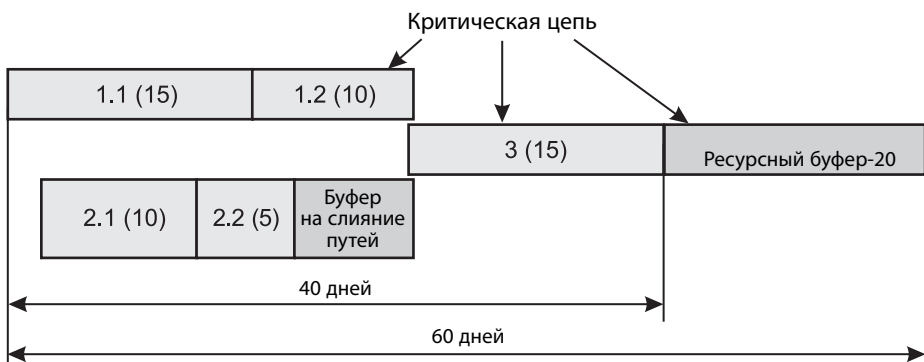 Критическая цепь
1.1 (15)
1.2 (10)
3 (15)
Ресурсный буфер-20
2.1 (10)
2.2 (5)
Буфер
на слияние
путей
40 дней
60 дней